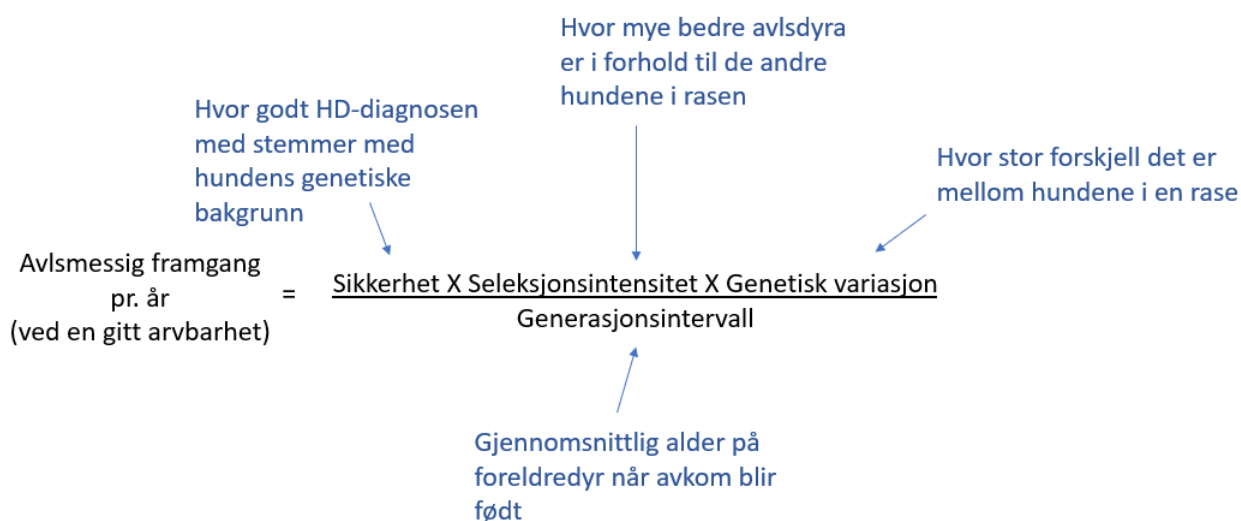 Hvor mye bedre avlsdyra
er i forhold til de andre
hundene i rasen
Hvor godt HD-diagnosen
med stemmer med
hundens genetiske
bakgrunn
Hvor stor forskjell det er
mellom hundene i en rase
Avlsmessig framgang
pr. år
(ved en gitt arvbarhet)
=
Sikkerhet X Seleksjonsintensitet X Genetisk variasjon
Generasjonsintervall
Gjennomsnittlig alder på
foreldredyr når avkom blir
født